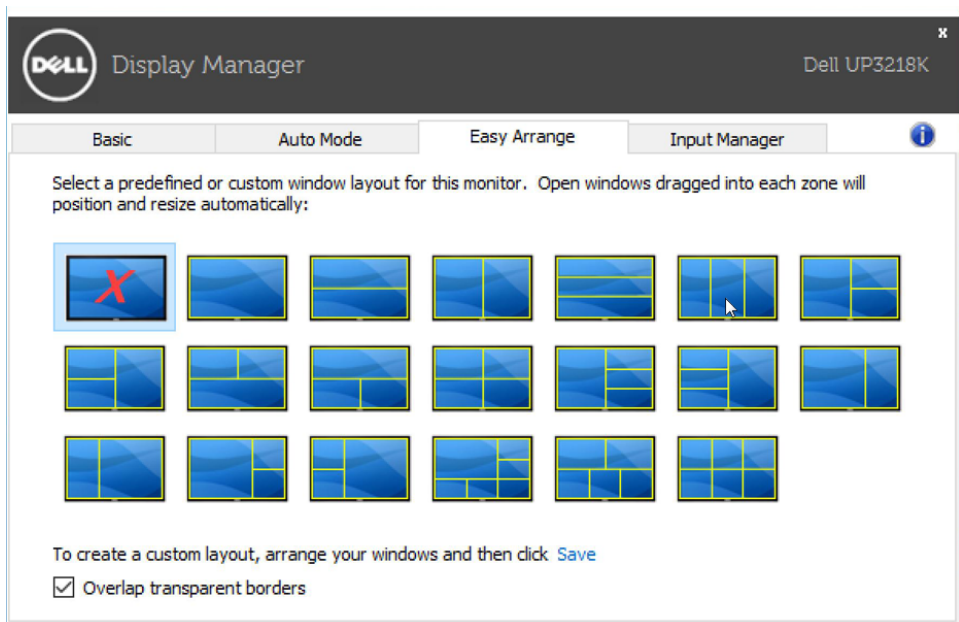 x
DELL Display Manager Dell UP3218K
Basic Auto Mode Easy Arrange Input Manager i
Select a predefined or custom window layout for this monitor. Open windows dragged into each zone will
position and resize automatically:
X
To create a custom layout, arrange your windows and then click Save
Overlap transparent borders